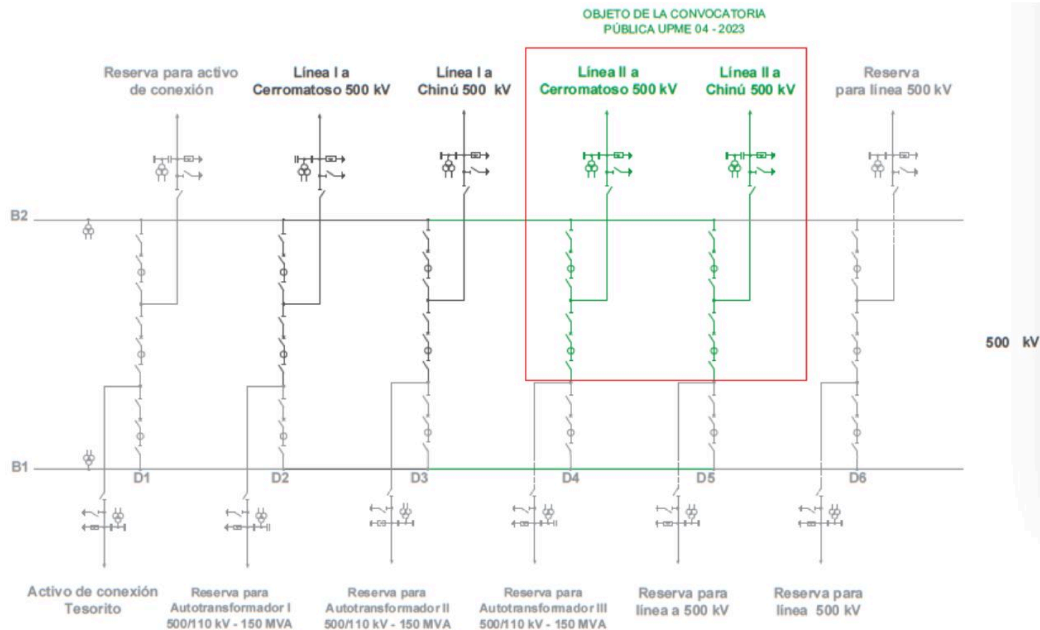 OBJETO DE LA CONVOCATORIA
PÚBLICA UPME 04 - 2023
Reserva para activo
de conexión
Línea I a
Cerromatoso 500 kV
Línea I a
Chinú 500 kV
Línea II a
Cerromatoso 500 kV
Línea II a
Chinú 500 kV
Reserva
para línea 500 kV
B2
500 kV
B1
D1
D2
D3
D4
D5
D6
Activo de conexión
Tesorito
Reserva para
Autotransformador I
500/110 kV - 150 MVA
Reserva para
Autotransformador II
500/110 kV - 150 MVA
Reserva para
Autotransformador III
500/110 kV - 150 MVA
Reserva para
línea a 500 kV
Reserva para
línea 500 kV